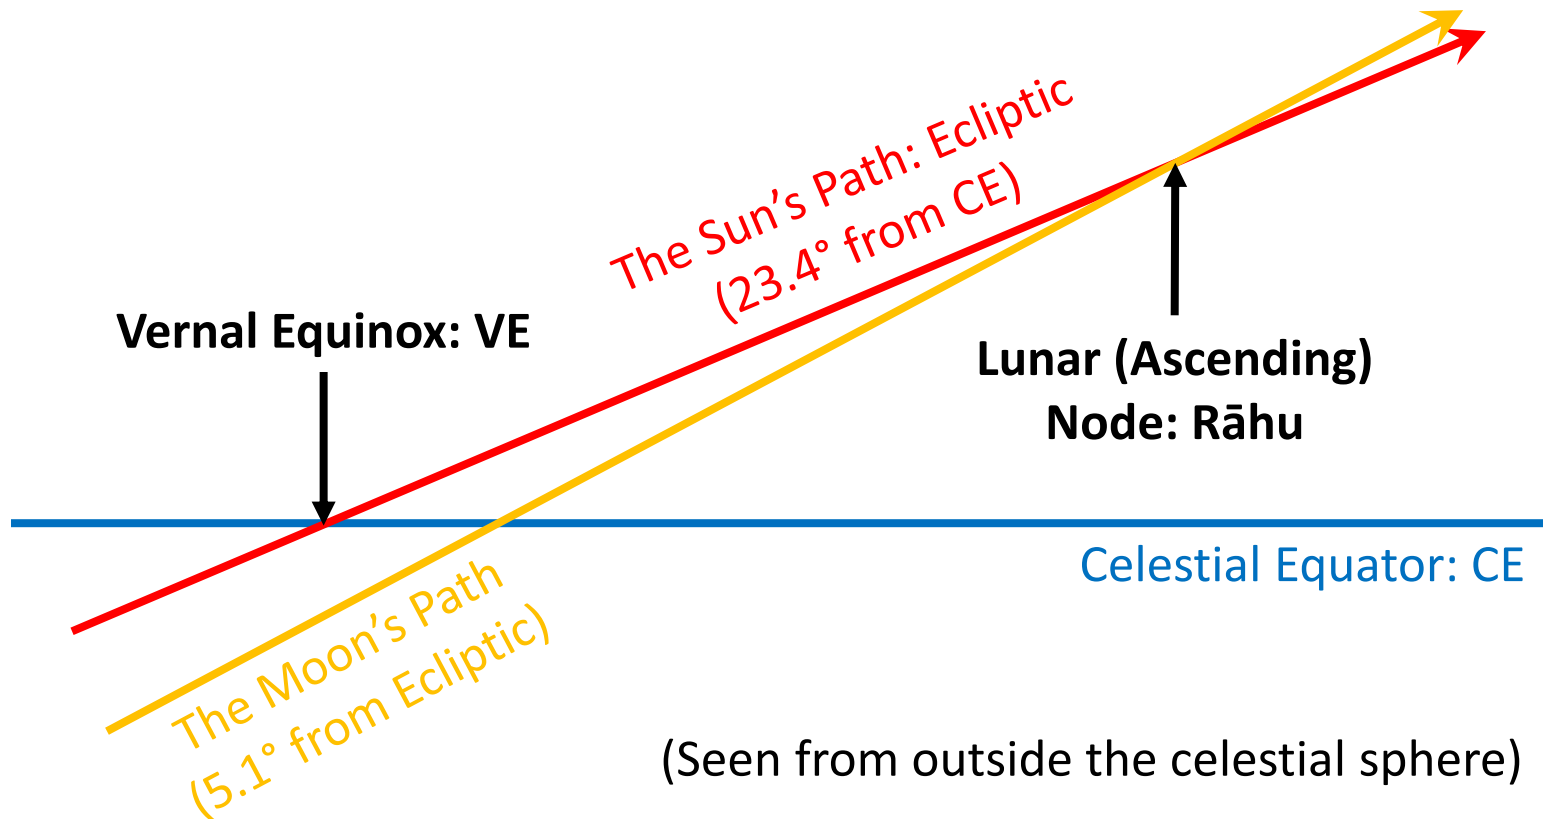 The Sun’s Path: Ecliptic
(23.4° from CE)
Vernal Equinox: VE
Lunar (Ascending)
Node: Rāhu
Celestial Equator: CE
The Moon’s Path
(5.1° from Ecliptic)
(Seen from outside the celestial sphere)